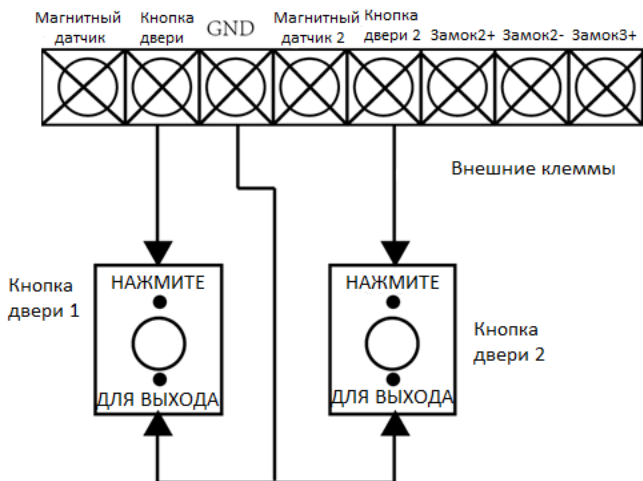 Магнитный
датчик
Кнопка
двери
GND
Магнитный
датчик 2
Кнопка
двери 2
Замок2+
Замок2-
Замок3+
Внешние клеммы
Кнопка
двери 1
НАЖМИТЕ
ДЛЯ ВЫХОДА
НАЖМИТЕ
ДЛЯ ВЫХОДА
Кнопка
двери 2